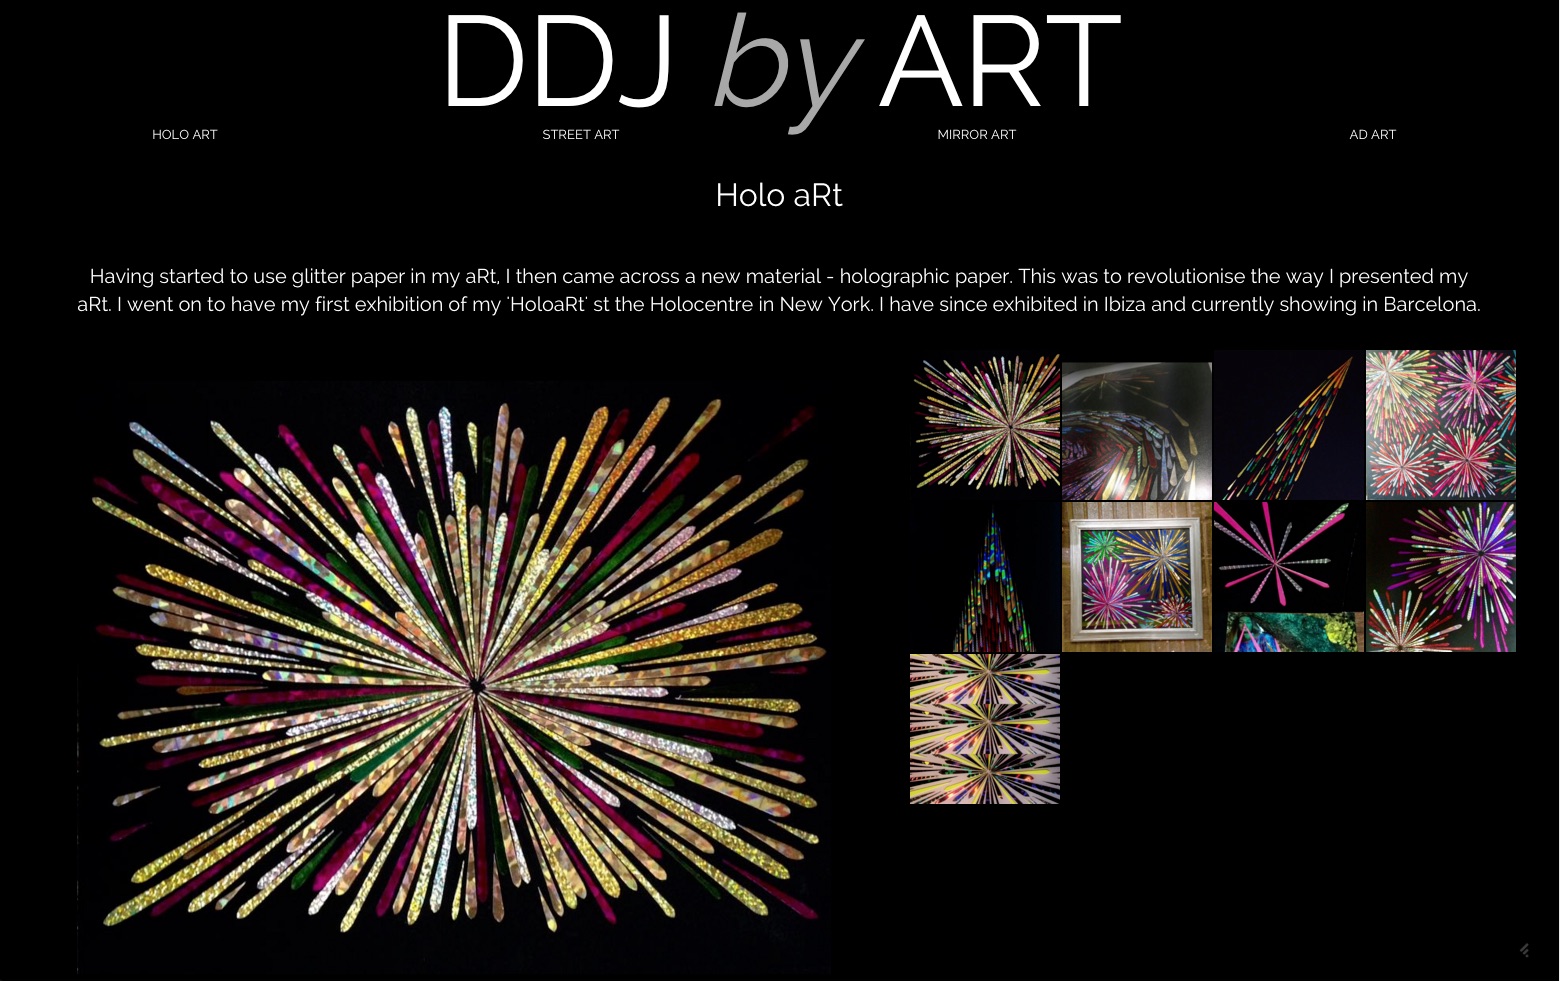 DDJ by ART
HOLO ART
STREET ART
MIRROR ART
AD ART
Holo aRt
Having started to use glitter paper in my aRt, I then came across a new material - holographic paper. This was to revolutionise the way I presented my
aRt. I went on to have my first exhibition of my 'HoloaRt' st the Holocentre in New York. I have since exhibited in Ibiza and currently showing in Barcelona.